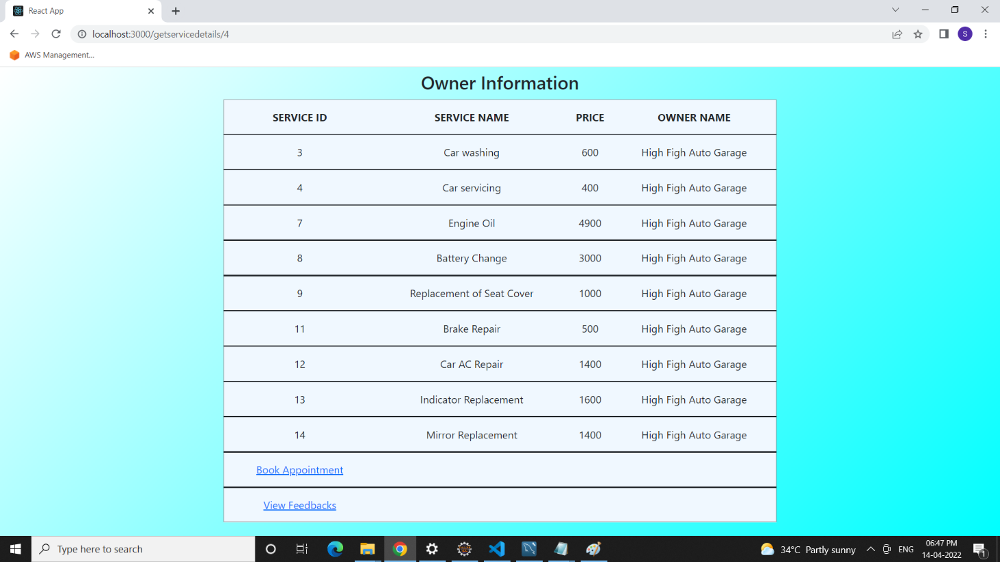 React App
localhost:3000/getservicedetails/4
S
AWS Management...
Owner Information
SERVICE ID SERVICE NAME PRICE OWNER NAME
3 Car washing 600 High Figh Auto Garage
4 Car servicing 400 High Figh Auto Garage
7 Engine Oil 4900 High Figh Auto Garage
8 Battery Change 3000 High Figh Auto Garage
9 Replacement of Seat Cover 1000 High Figh Auto Garage
11 Brake Repair 500 High Figh Auto Garage
12 Car AC Repair 1400 High Figh Auto Garage
13 Indicator Replacement 1600 High Figh Auto Garage
14 Mirror Replacement 1400 High Figh Auto Garage
Book Appointment
View Feedbacks
Type here to search
34°C Partly sunny
ENG
06:47 PM
14-04-2022
1